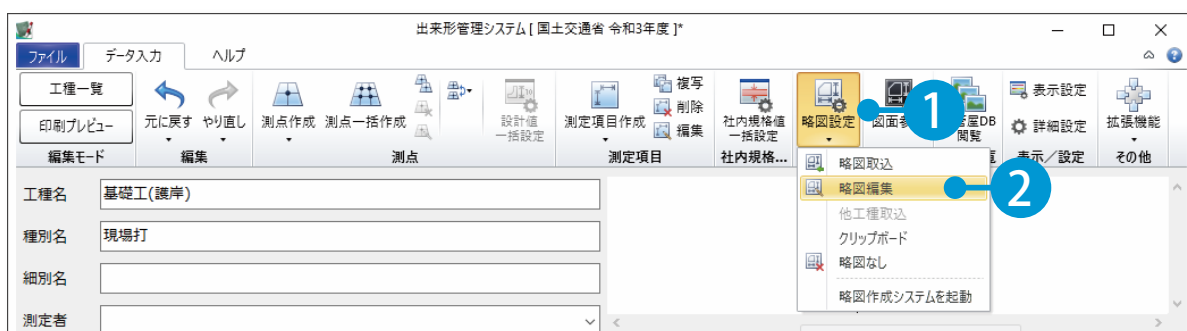 出来形管理システム [ 国土交通省 令和3年度 ]*
ファイル データ入力 ヘルプ
工種一覧
印刷プレビュー
編集モード
元に戻す やり直し
編集
測点作成 測点一括作成
設計値
一括設定
測点
測定項目作成
複写
削除
編集
測定項目
社内規格値
一括設定
社内規格...
略図設定
1
閲覧
表示設定
詳細設定
表示／設定
拡張機能
その他
略図取込
略図編集
2
他工種取込
クリップボード
略図なし
略図作成システムを起動
工種名 基礎工(護岸)
種別名 現場打
細別名
測定者